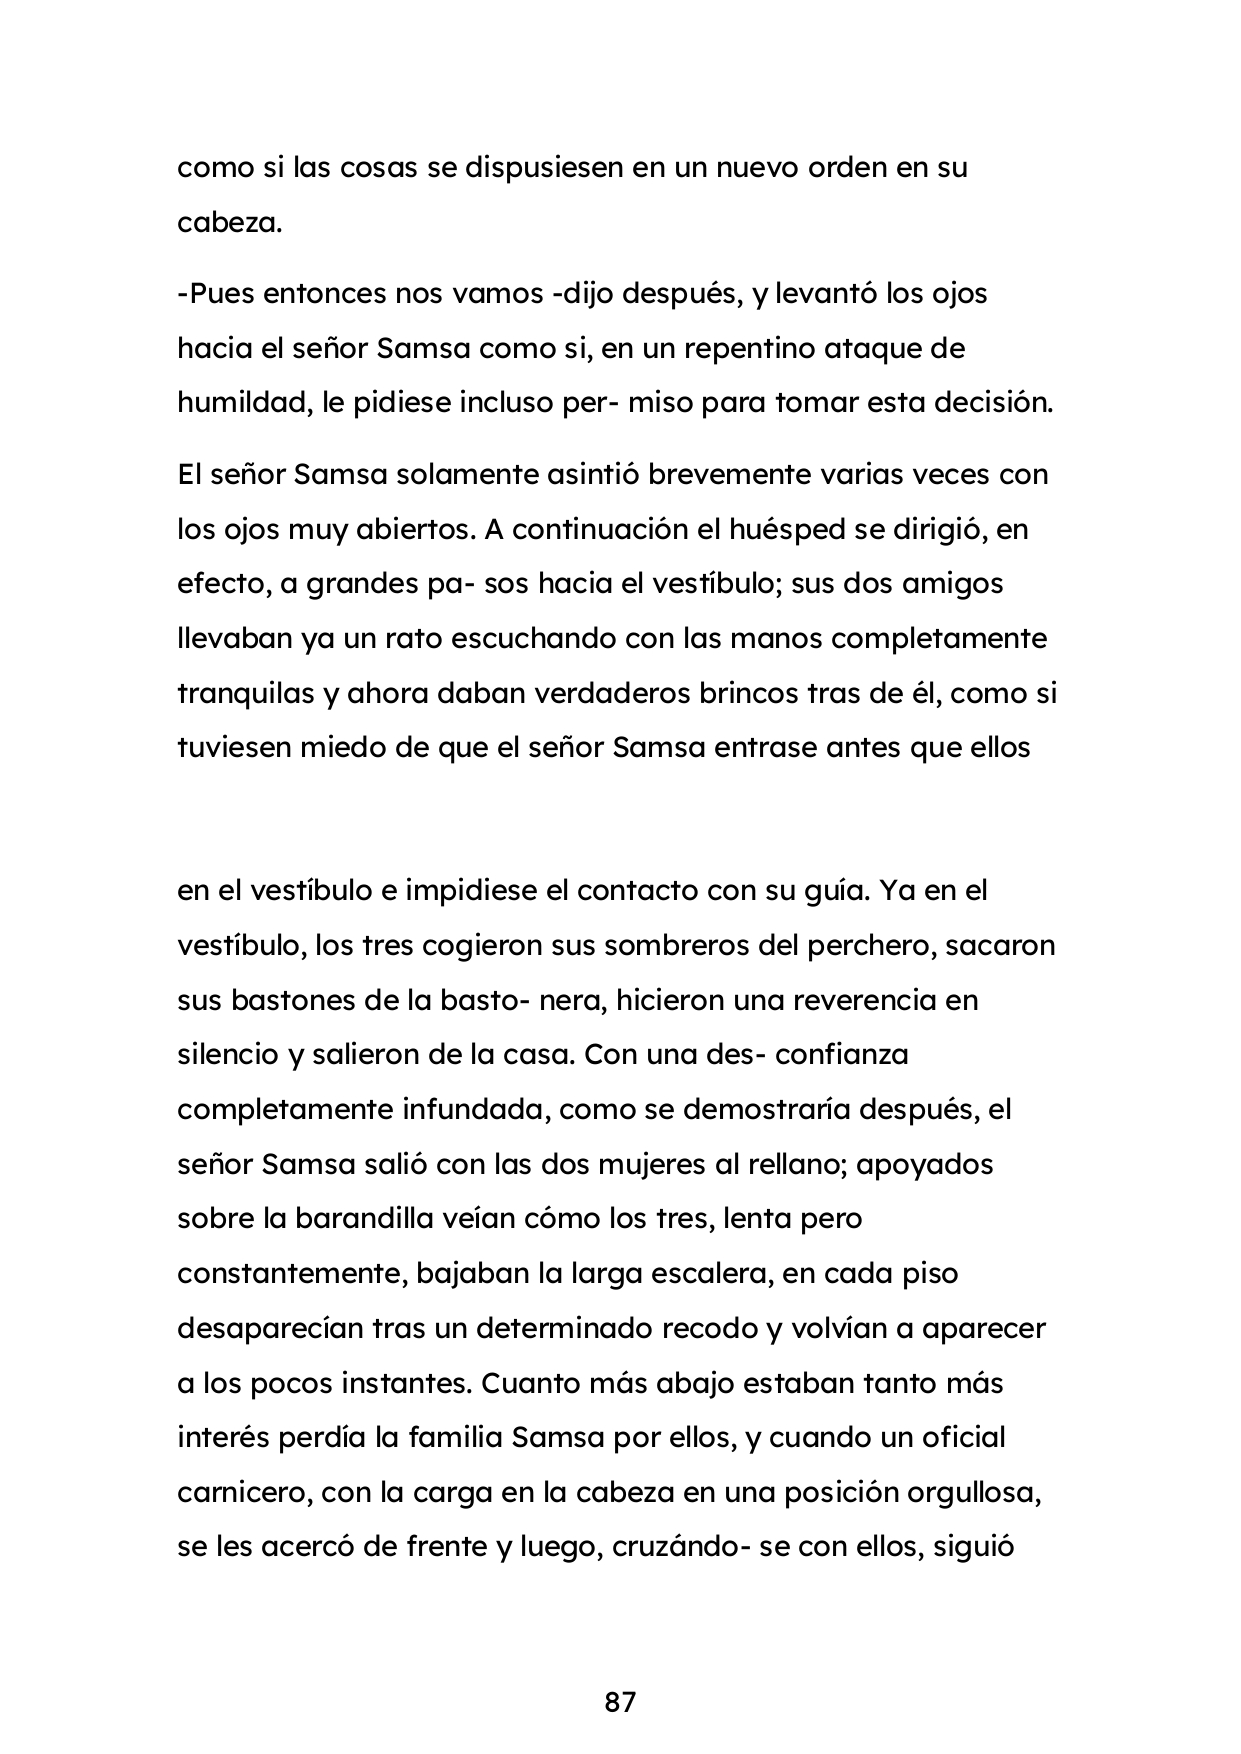 como si las cosas se dispusiesen en un nuevo orden en su
cabeza.
-Pues entonces nos vamos -dijo después, y levantó los ojos
hacia el señor Samsa como si, en un repentino ataque de
humildad, le pidiese incluso per- miso para tomar esta decisión.
El señor Samsa solamente asintió brevemente varias veces con
los ojos muy abiertos. A continuación el huésped se dirigió, en
efecto, a grandes pa- sos hacia el vestíbulo; sus dos amigos
llevaban ya un rato escuchando con las manos completamente
tranquilas y ahora daban verdaderos brincos tras de él, como si
tuviesen miedo de que el señor Samsa entrase antes que ellos
en el vestíbulo e impidiese el contacto con su guía. Ya en el
vestíbulo, los tres cogieron sus sombreros del perchero, sacaron
sus bastones de la basto- nera, hicieron una reverencia en
silencio y salieron de la casa. Con una des- confianza
completamente infundada, como se demostraría después, el
señor Samsa salió con las dos mujeres al rellano; apoyados
sobre la barandilla veían cómo los tres, lenta pero
constantemente, bajaban la larga escalera, en cada piso
desaparecían tras un determinado recodo y volvían a aparecer
a los pocos instantes. Cuanto más abajo estaban tanto más
interés perdía la familia Samsa por ellos, y cuando un oficial
carnicero, con la carga en la cabeza en una posición orgullosa,
se les acercó de frente y luego, cruzándo- se con ellos, siguió
87